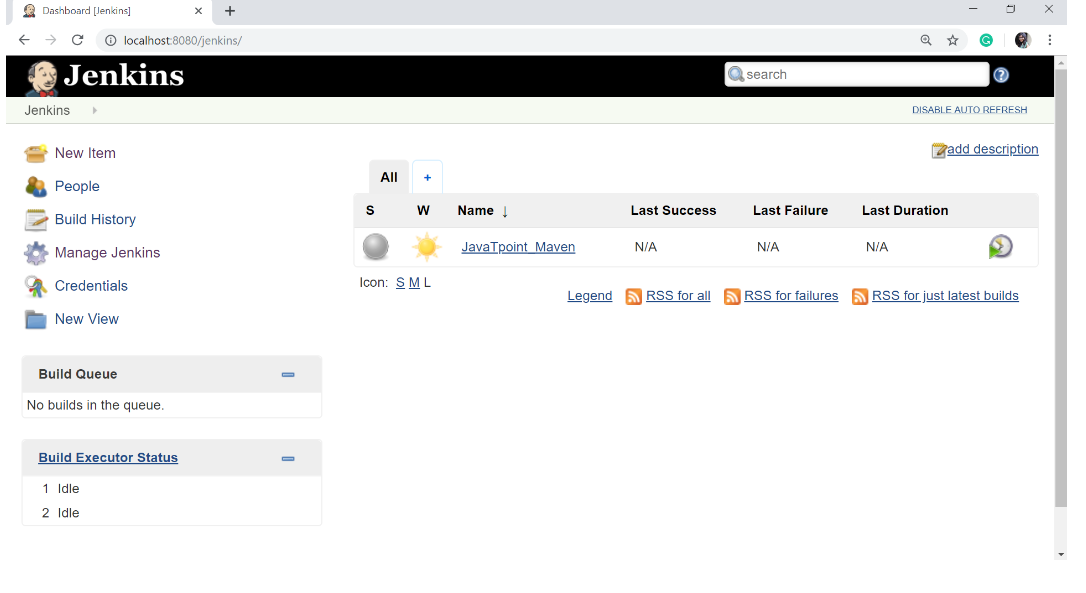 Dashboard [Jenkins]
localhost:8080/jenkins/
Jenkins
search
Jenkins
DISABLE AUTO REFRESH
New Item
People
Build History
Manage Jenkins
Credentials
New View
add description
All +
S W Name ↓ Last Success Last Failure Last Duration
JavaTpoint_Maven N/A N/A N/A
Icon: S M L
Legend RSS for all RSS for failures RSS for just latest builds
Build Queue
No builds in the queue.
Build Executor Status
1 Idle
2 Idle